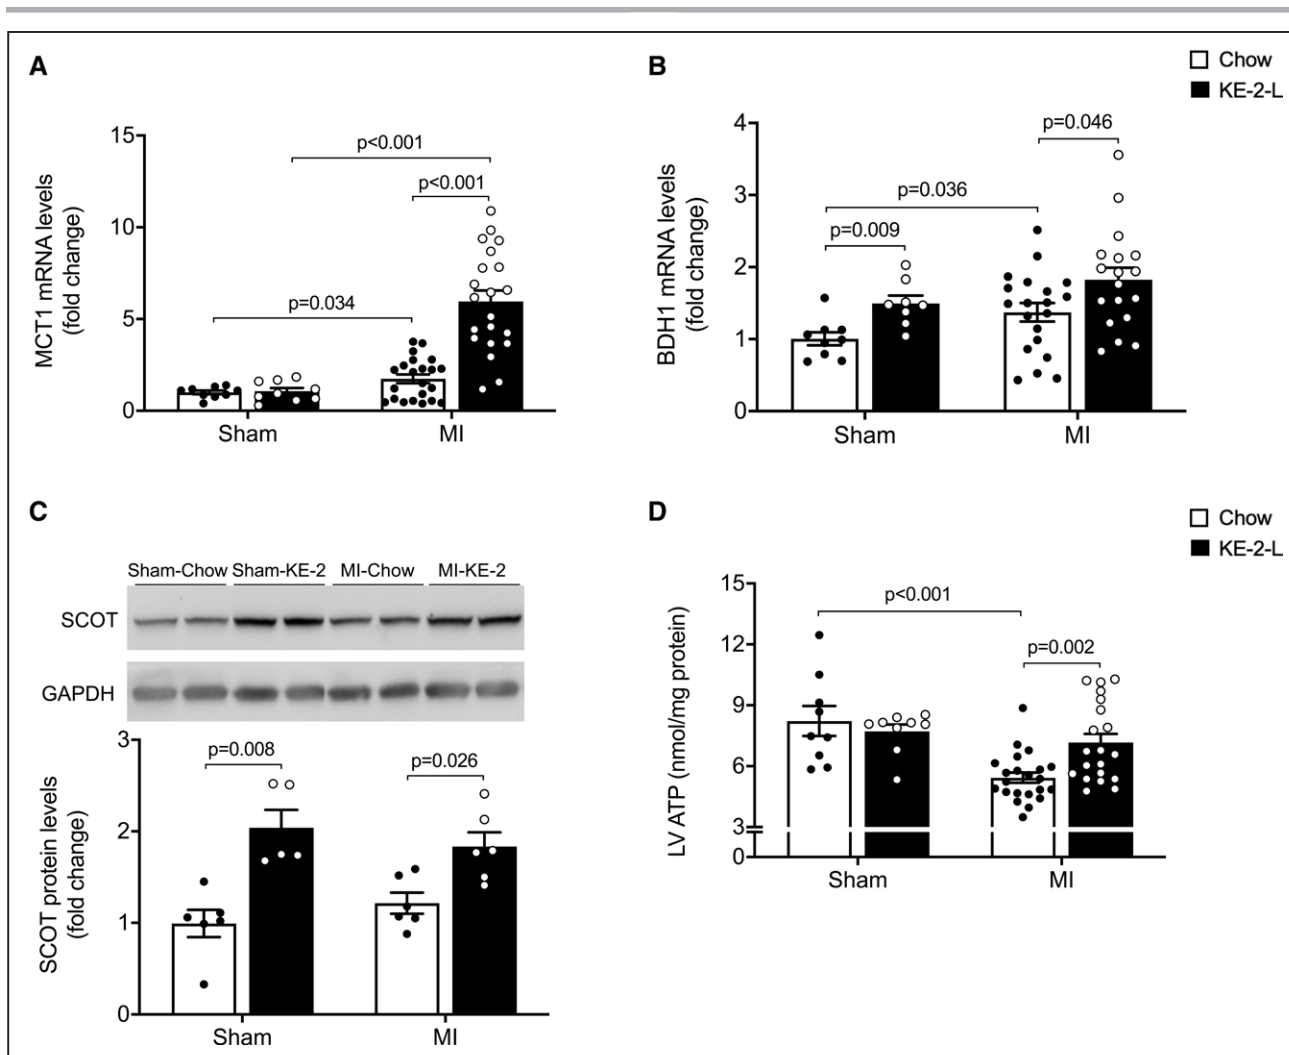 A
B
Chow
KE-2-L
MCT1 mRNA levels
(fold change)
15
10
5
0
p<0.001
p<0.001
p=0.034
Sham
MI
BDH1 mRNA levels
(fold change)
4
3
2
1
0
p=0.046
p=0.036
p=0.009
Sham
MI
C
D
Chow
KE-2-L
Sham-Chow Sham-KE-2 MI-Chow MI-KE-2
SCOT
GAPDH
SCOT protein levels
(fold change)
3
2
1
0
p=0.008
p=0.026
Sham
MI
LV ATP (nmol/mg protein)
15
12
9
6
3
0
p<0.001
p=0.002
Sham
MI